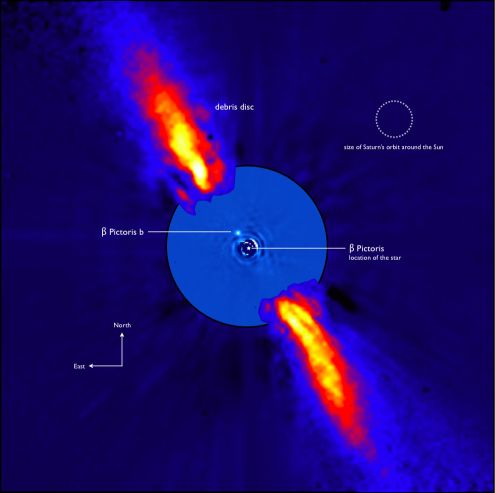 debris disc
size of Saturn's orbit around the Sun
β Pictoris b
β Pictoris
location of the star
North
East